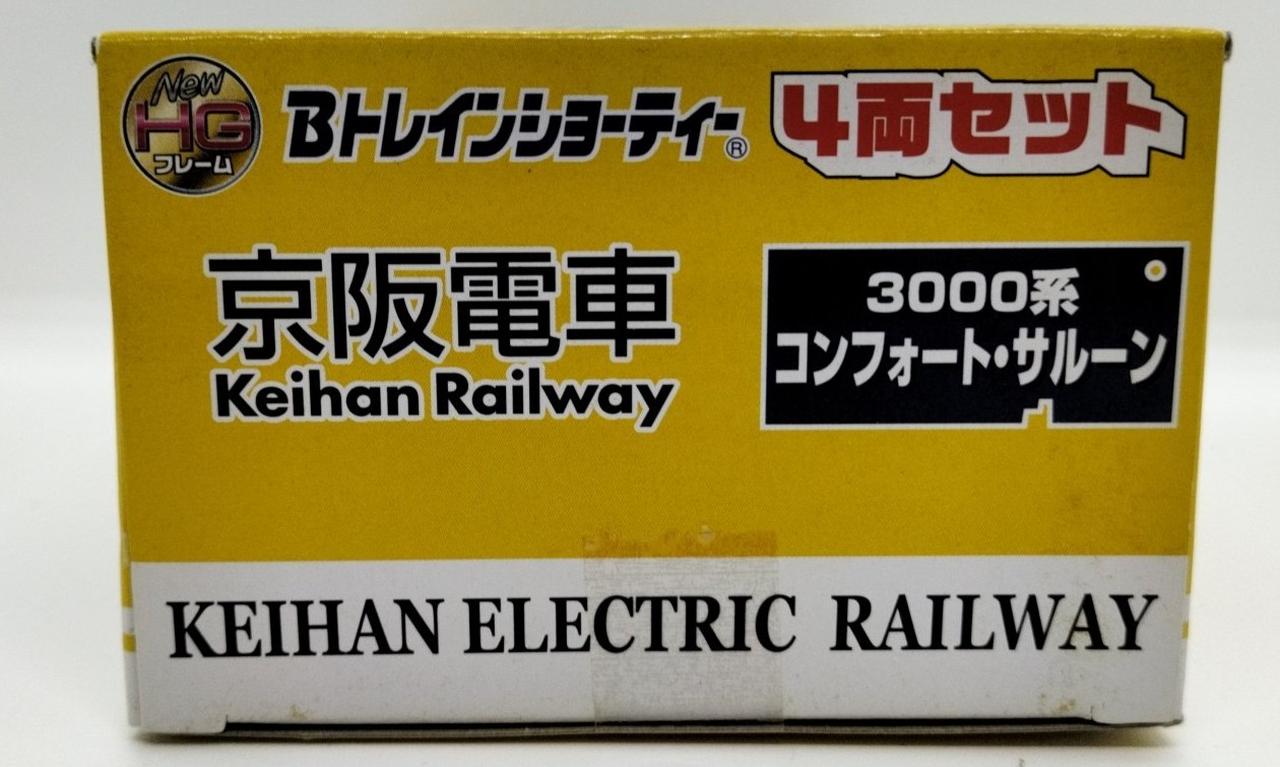 New
HG
フレーム
Bトレインショーティー®
4両セット
京阪電車
Keihan Railway
3000系
コンフォート・サルーン
KEIHAN ELECTRIC RAILWAY